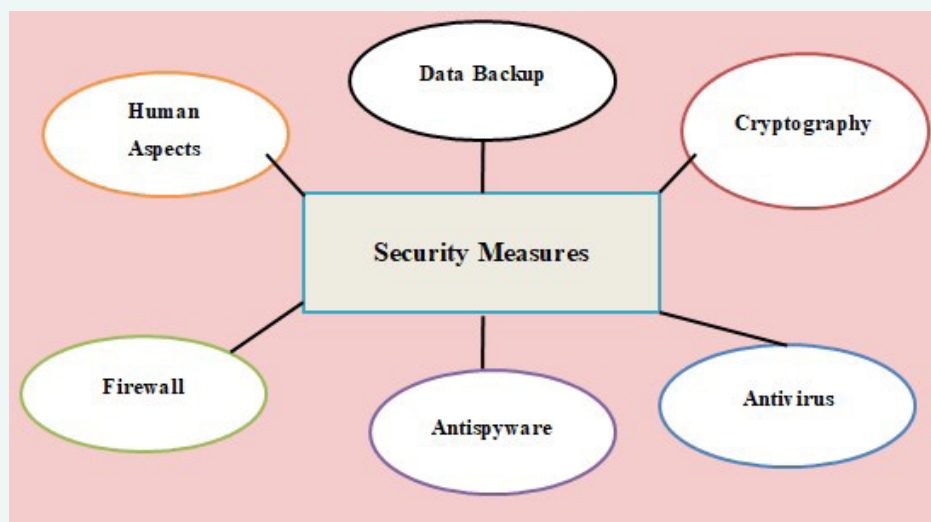 Data Backup
Human
Aspects
Cryptography
Security Measures
Firewall
Antispyware
Antivirus